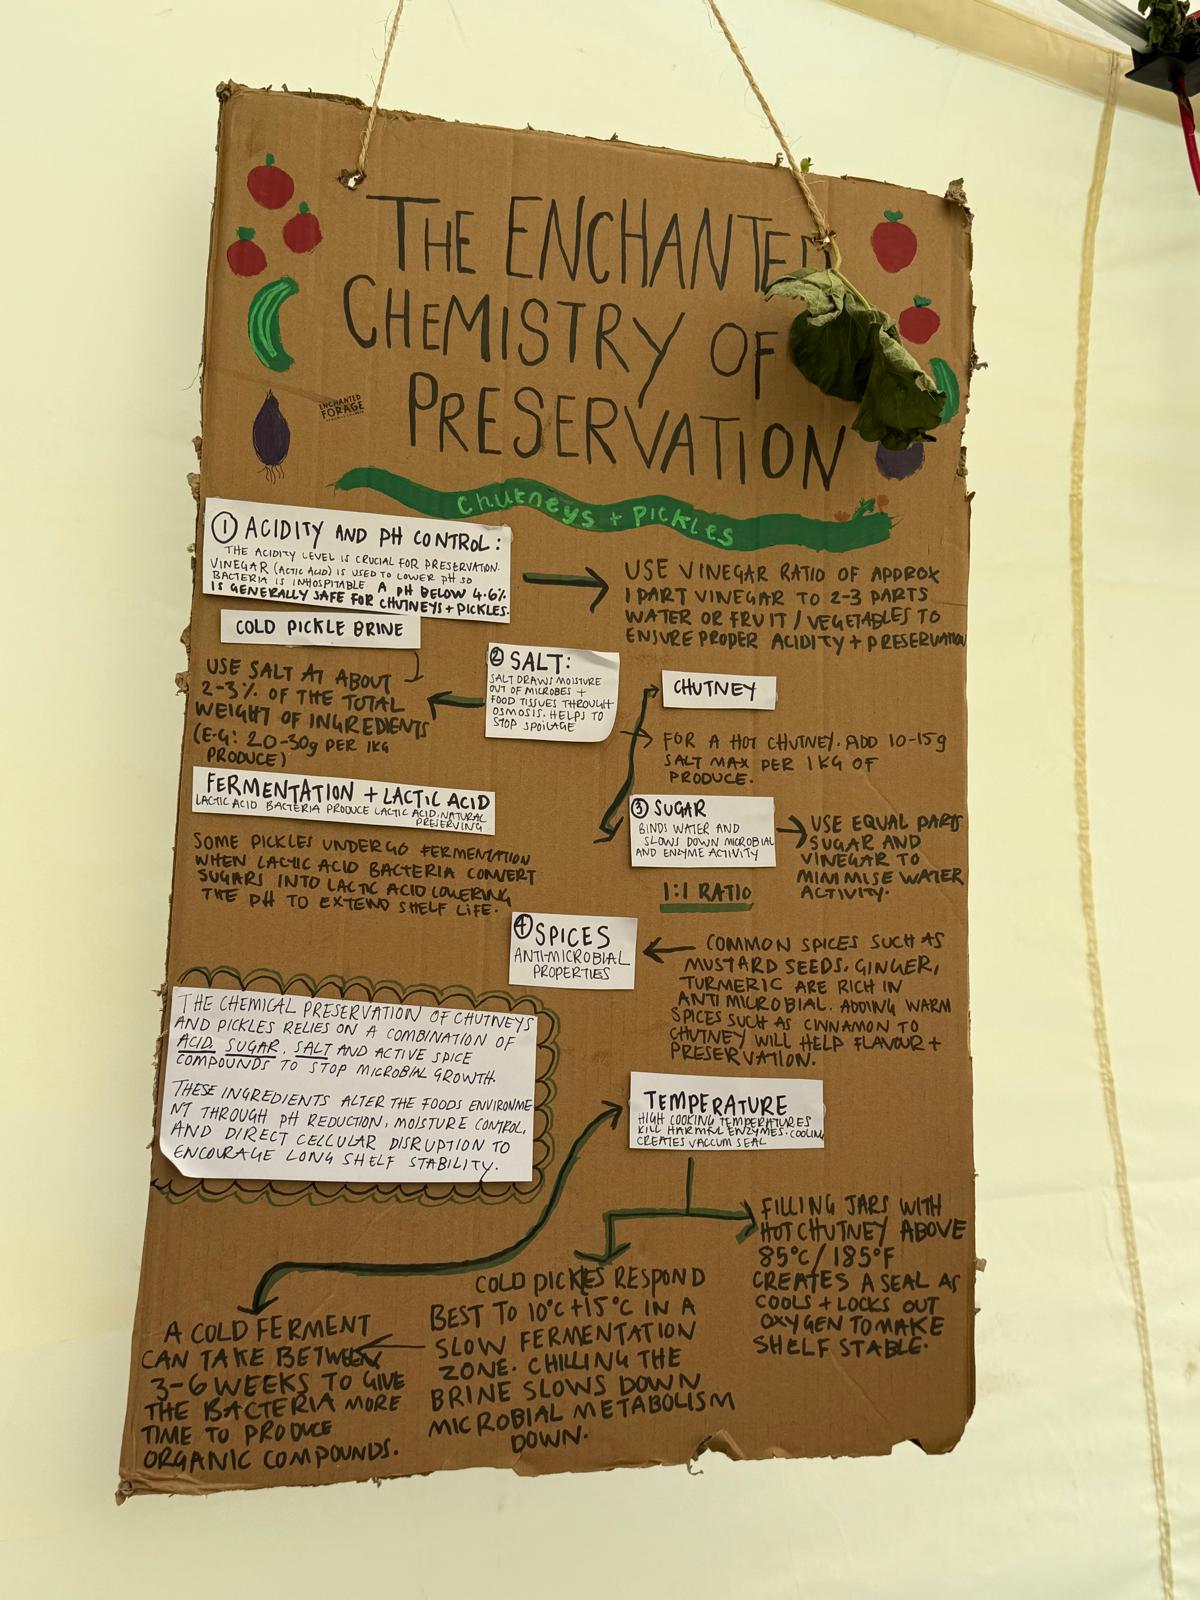 THE ENCHANTED
CHEMISTRY OF
PRESERVATION
ENCHANTED
FORAGE
chutneys + pickles
① ACIDITY AND PH CONTROL:
THE ACIDITY LEVEL IS CRUCIAL FOR PRESERVATION.
VINEGAR (ACTIC ACID) IS USED TO LOWER PH SO
BACTERIA IS INHOSPITABLE. A PH BELOW 4.6%
IS GENERALLY SAFE FOR CHUTNEYS + PICKLES.
USE VINEGAR RATIO OF APPROX
1 PART VINEGAR TO 2-3 PARTS
WATER OR FRUIT / VEGETABLES TO
ENSURE PROPER ACIDITY + PRESERVATION
COLD PICKLE BRINE
USE SALT AT ABOUT
2-3% OF THE TOTAL
WEIGHT OF INGREDIENTS
(E.G: 20-30g PER 1KG
PRODUCE)
② SALT:
SALT DRAWS MOISTURE
OUT OF MICROBES +
FOOD TISSUES THROUGH
OSMOSIS. HELPS TO
STOP SPOILAGE
CHUTNEY
FOR A HOT CHUTNEY. ADD 10-15g
SALT MAX PER 1KG OF
PRODUCE.
FERMENTATION + LACTIC ACID
LACTIC ACID BACTERIA PRODUCE LACTIC ACID. NATURAL
PRESERVING
SOME PICKLES UNDERGO FERMENTATION
WHEN LACTIC ACID BACTERIA CONVERT
SUGARS INTO LACTIC ACID LOWERING
THE PH TO EXTEND SHELF LIFE.
③ SUGAR
BINDS WATER AND
SLOWS DOWN MICROBIAL
AND ENZYME ACTIVITY
1:1 RATIO
USE EQUAL PARTS
SUGAR AND
VINEGAR TO
MINIMISE WATER
ACTIVITY.
④ SPICES
ANTI-MICROBIAL
PROPERTIES
COMMON SPICES SUCH AS
MUSTARD SEEDS, GINGER,
TURMERIC ARE RICH IN
ANTI MICROBIAL. ADDING WARM
SPICES SUCH AS CINNAMON TO
CHUTNEY WILL HELP FLAVOUR +
PRESERVATION.
THE CHEMICAL PRESERVATION OF CHUTNEYS
AND PICKLES RELIES ON A COMBINATION OF
ACID, SUGAR, SALT AND ACTIVE SPICE
COMPOUNDS TO STOP MICROBIAL GROWTH
THESE INGREDIENTS ALTER THE FOODS ENVIRONME
NT THROUGH PH REDUCTION, MOISTURE CONTROL,
AND DIRECT CELLULAR DISRUPTION TO
ENCOURAGE LONG SHELF STABILITY.
TEMPERATURE
HIGH COOKING TEMPERATURES
KILL HARMFUL ENZYMES. COOLING
CREATES VACCUM SEAL
FILLING JARS WITH
HOT CHUTNEY ABOVE
85°C / 185°F
CREATES A SEAL AS
COOLS + LOCKS OUT
OXYGEN TO MAKE
SHELF STABLE.
COLD PICKLES RESPOND
BEST TO 10°C + 15°C IN A
SLOW FERMENTATION
ZONE. CHILLING THE
BRINE SLOWS DOWN
MICROBIAL METABOLISM
DOWN.
A COLD FERMENT
CAN TAKE BETWEEN
3-6 WEEKS TO GIVE
THE BACTERIA MORE
TIME TO PRODUCE
ORGANIC COMPOUNDS.